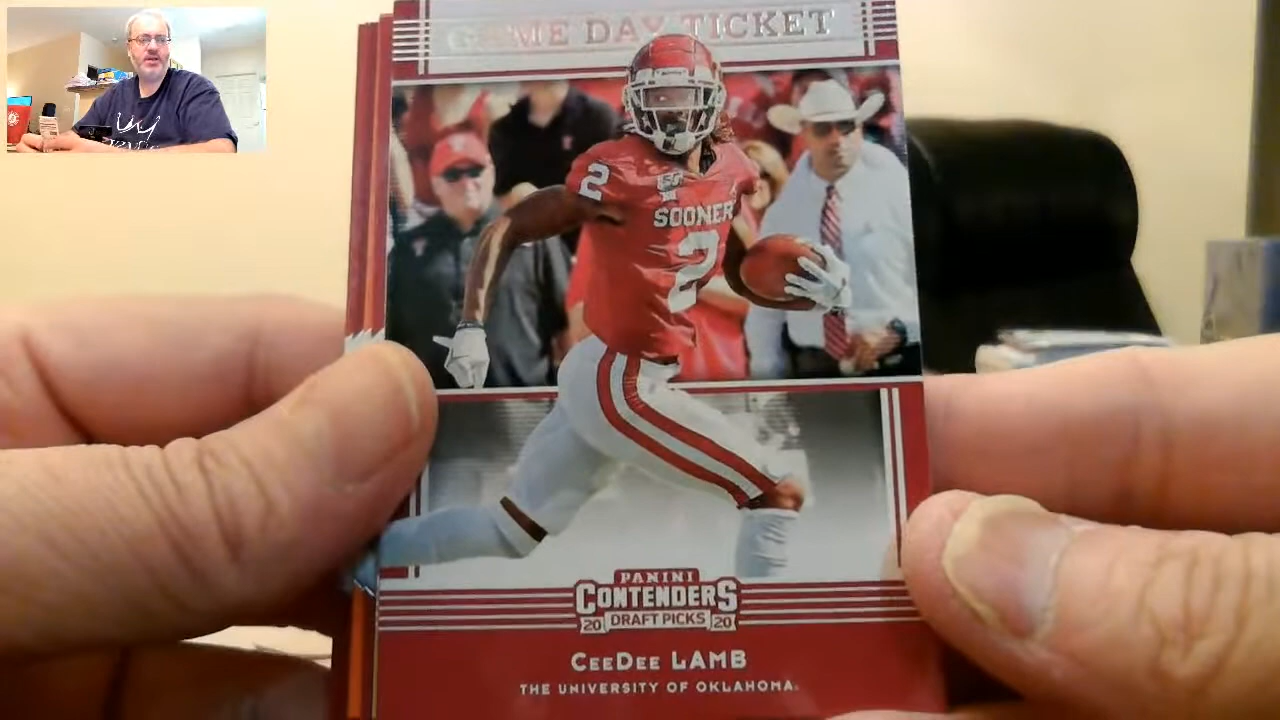 GAME DAY TICKET
2
SOONER
2
PANINI
CONTENDERS
20 DRAFT PICKS 20
CEEDEE LAMB
THE UNIVERSITY OF OKLAHOMA